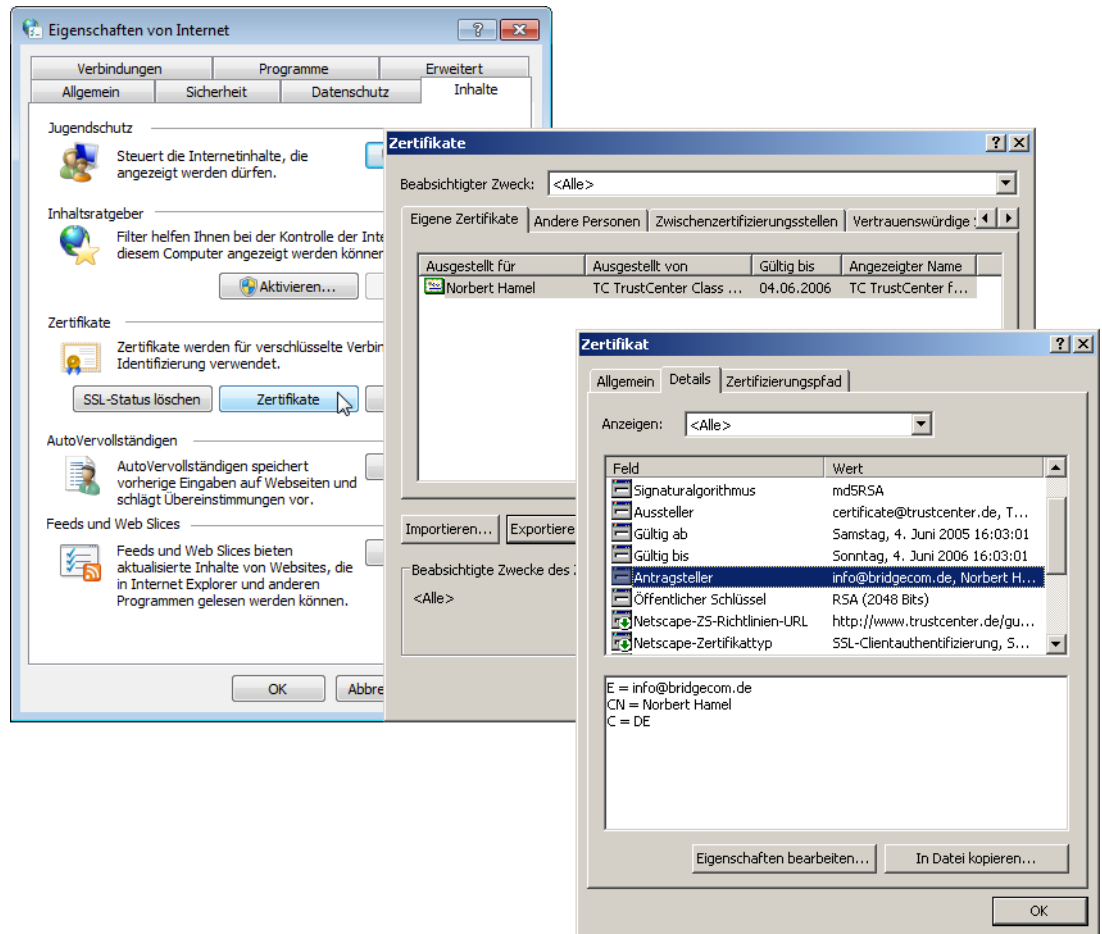 Eigenschaften von Internet
Verbindungen Programme Erweitert
Allgemein Sicherheit Datenschutz Inhalte
Jugendschutz
Steuert die Internetinhalte, die
angezeigt werden dürfen.
Inhaltsratgeber
Filter helfen Ihnen bei der Kontrolle der Inte
diesem Computer angezeigt werden könner
Aktivieren...
Zertifikate
Zertifikate werden für verschlüsselte Verbin
Identifizierung verwendet.
SSL-Status löschen Zertifikate
AutoVervollständigen
AutoVervollständigen speichert
vorherige Eingaben auf Webseiten und
schlägt Übereinstimmungen vor.
Feeds und Web Slices
Feeds und Web Slices bieten
aktualisierte Inhalte von Websites, die
in Internet Explorer und anderen
Programmen gelesen werden können.
OK Abbre
Zertifikate
Beabsichtigter Zweck: <Alle>
Eigene Zertifikate Andere Personen Zwischenzertifizierungsstellen Vertrauenswürdige
Ausgestellt für Ausgestellt von Gültig bis Angezeigter Name
Norbert Hamel TC TrustCenter Class ... 04.06.2006 TC TrustCenter f...
Importieren... Exportiere
Beabsichtigte Zwecke des
<Alle>
Zertifikat
Allgemein Details Zertifizierungspfad
Anzeigen: <Alle>
Feld Wert
Signaturalgorithmus md5RSA
Aussteller certificate@trustcenter.de, T...
Gültig ab Samstag, 4. Juni 2005 16:03:01
Gültig bis Sonntag, 4. Juni 2006 16:03:01
Antragsteller info@bridgecom.de, Norbert H...
Öffentlicher Schlüssel RSA (2048 Bits)
Netscape-ZS-Richtlinien-URL http://www.trustcenter.de/gu...
Netscape-Zertifikattyp SSL-Clientauthentifizierung, S...
E = info@bridgecom.de
CN = Norbert Hamel
C = DE
Eigenschaften bearbeiten... In Datei kopieren...
OK